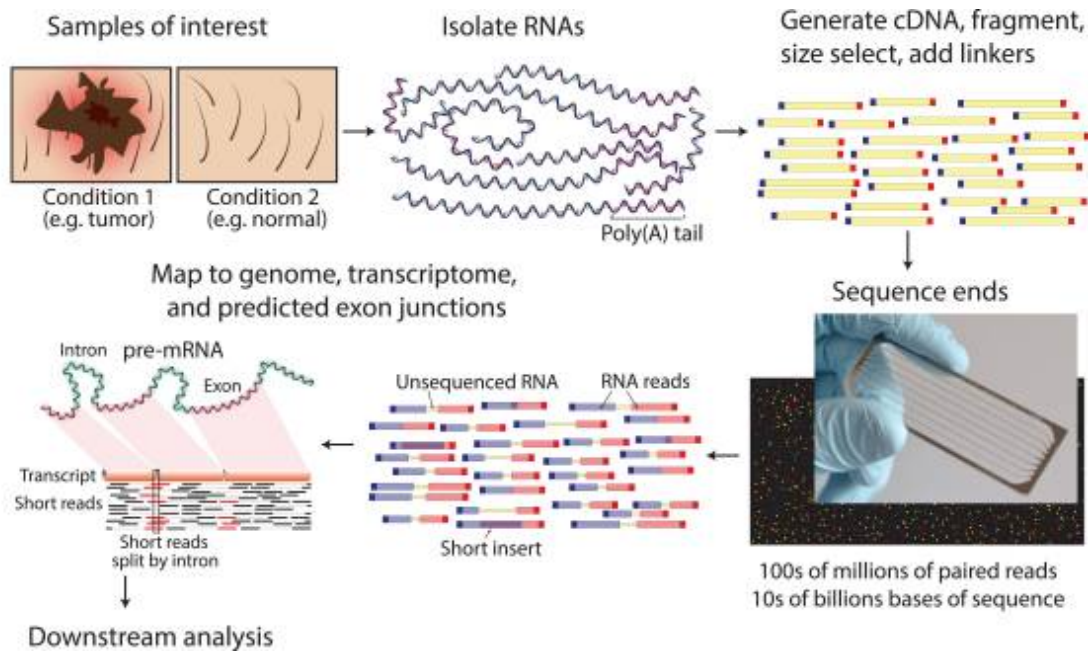 Samples of interest
Isolate RNAs
Generate cDNA, fragment,
size select, add linkers
Condition 1
(e.g. tumor)
Condition 2
(e.g. normal)
Poly(A) tail
Map to genome, transcriptome,
and predicted exon junctions
Sequence ends
Intron
pre-mRNA
Exon
Unsequenced RNA
RNA reads
Transcript
Short reads
Short reads
split by intron
Short insert
100s of millions of paired reads
10s of billions bases of sequence
Downstream analysis